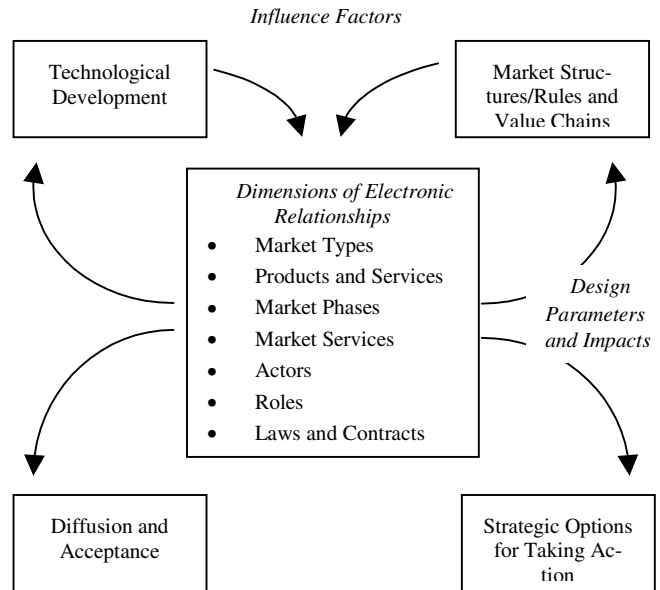 Influence Factors
Technological
Development
Market Struc-
tures/Rules and
Value Chains
Dimensions of Electronic
Relationships
• Market Types
• Products and Services
• Market Phases
• Market Services
• Actors
• Roles
• Laws and Contracts
Design
Parameters
and Impacts
Diffusion and
Acceptance
Strategic Options
for Taking Ac-
tion